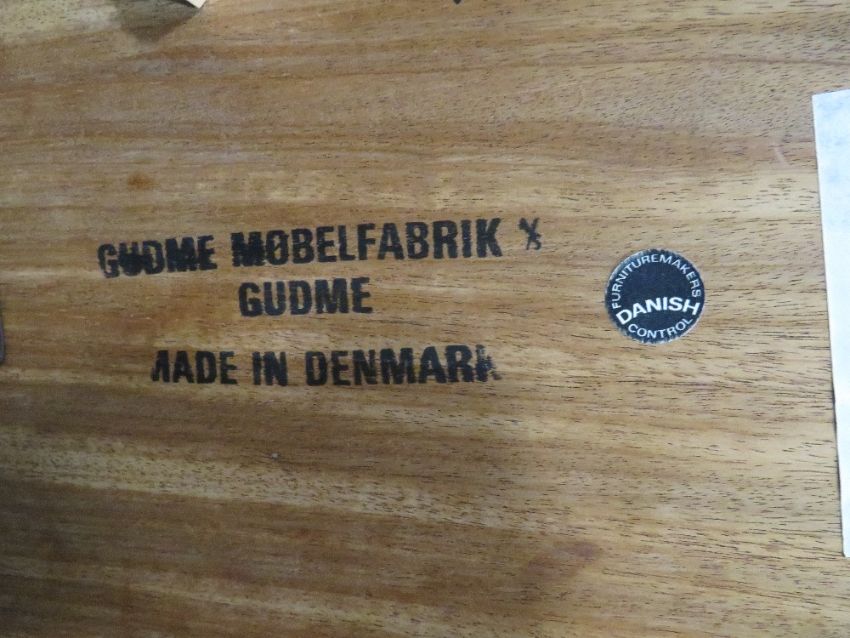 GUDME MØBELFABRIK
GUDME
MADE IN DENMARK
FURNITUREMAKERS
DANISH
CONTROL